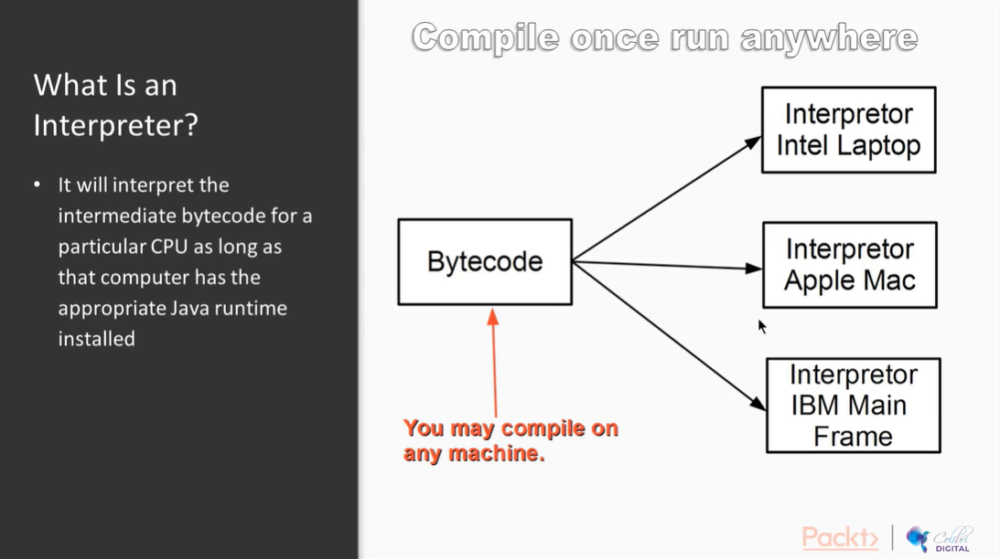 Compile once run anywhere
What Is an
Interpreter?
• It will interpret the
intermediate bytecode for a
particular CPU as long as
that computer has the
appropriate Java runtime
installed
Interpretor
Intel Laptop
Bytecode
Interpretor
Apple Mac
Interpretor
IBM Main
Frame
You may compile on
any machine.
Packt>
Colibri
DIGITAL